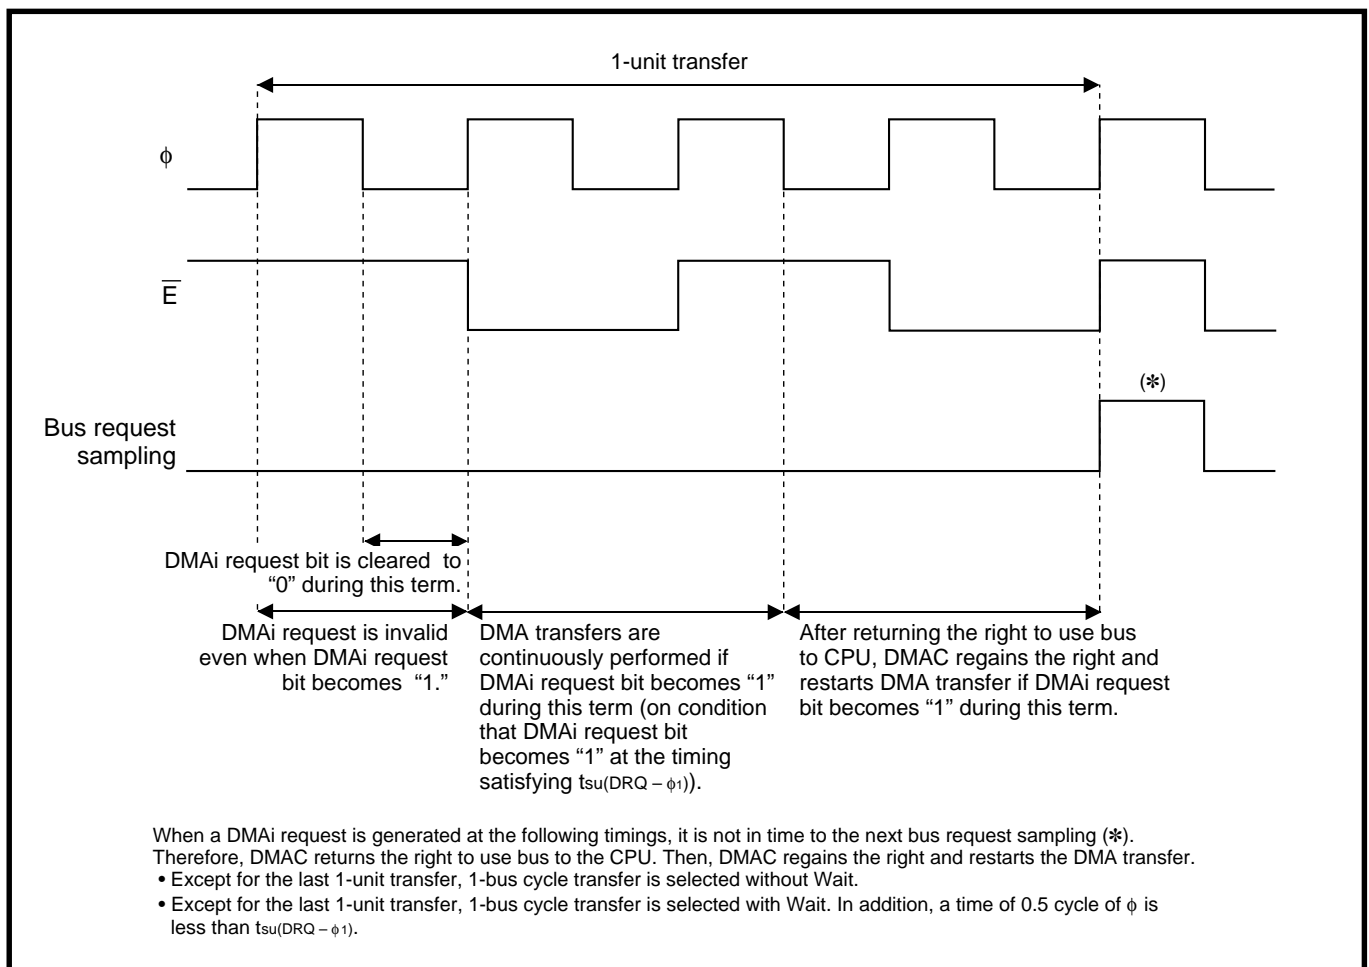 1-unit transfer
ϕ
E
(✽)
Bus request
sampling
DMAi request bit is cleared to
“0” during this term.
DMAi request is invalid
even when DMAi request
bit becomes “1.”
DMA transfers are
continuously performed if
DMAi request bit becomes “1”
during this term (on condition
that DMAi request bit
becomes “1” at the timing
satisfying tsu(DRQ – ϕ1)).
After returning the right to use bus
to CPU, DMAC regains the right and
restarts DMA transfer if DMAi request
bit becomes “1” during this term.
When a DMAi request is generated at the following timings, it is not in time to the next bus request sampling (✽).
Therefore, DMAC returns the right to use bus to the CPU. Then, DMAC regains the right and restarts the DMA transfer.
• Except for the last 1-unit transfer, 1-bus cycle transfer is selected without Wait.
• Except for the last 1-unit transfer, 1-bus cycle transfer is selected with Wait. In addition, a time of 0.5 cycle of ϕ is
less than tsu(DRQ – ϕ1).